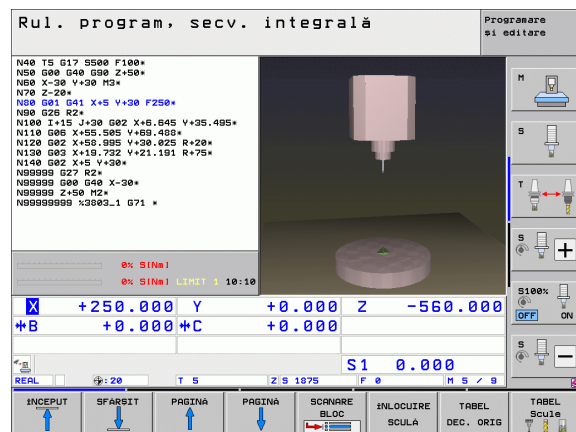 Rul. program, secv. integrală
Programare
și editare
N40 T5 G17 S500 F100*
N50 G00 G40 G90 Z+50*
N60 X-30 Y+30 M3*
N70 Z-20*
N80 G01 G41 X+5 Y+30 F250*
N90 G26 R2*
N100 I+15 J+30 G02 X+6.645 Y+35.495*
N110 G06 X+55.505 Y+69.488*
N120 G02 X+58.995 Y+30.025 R+20*
N130 G03 X+19.732 Y+21.191 R+75*
N140 G02 X+5 Y+30*
N99999 G27 R2*
N99999 G00 G40 X-30*
N99999 Z+50 M2*
N99999999 %3803_1 G71 *
0% S[Nm]
0% S[Nm] LIMIT 1 10:10
X +250.000 Y +0.000 Z -560.000
B +0.000 C +0.000
S1 0.000
REAL :20 T 5 Z S 1875 F 0 M 5 / 9
M
S
T
S +
S100%
OFF ON
S −
ÎNCEPUT
SFÂRȘIT
PAGINĂ
PAGINĂ
SCANARE
BLOC
ÎNLOCUIRE
SCULĂ
TABEL
DEC. ORIG
TABEL
Scule